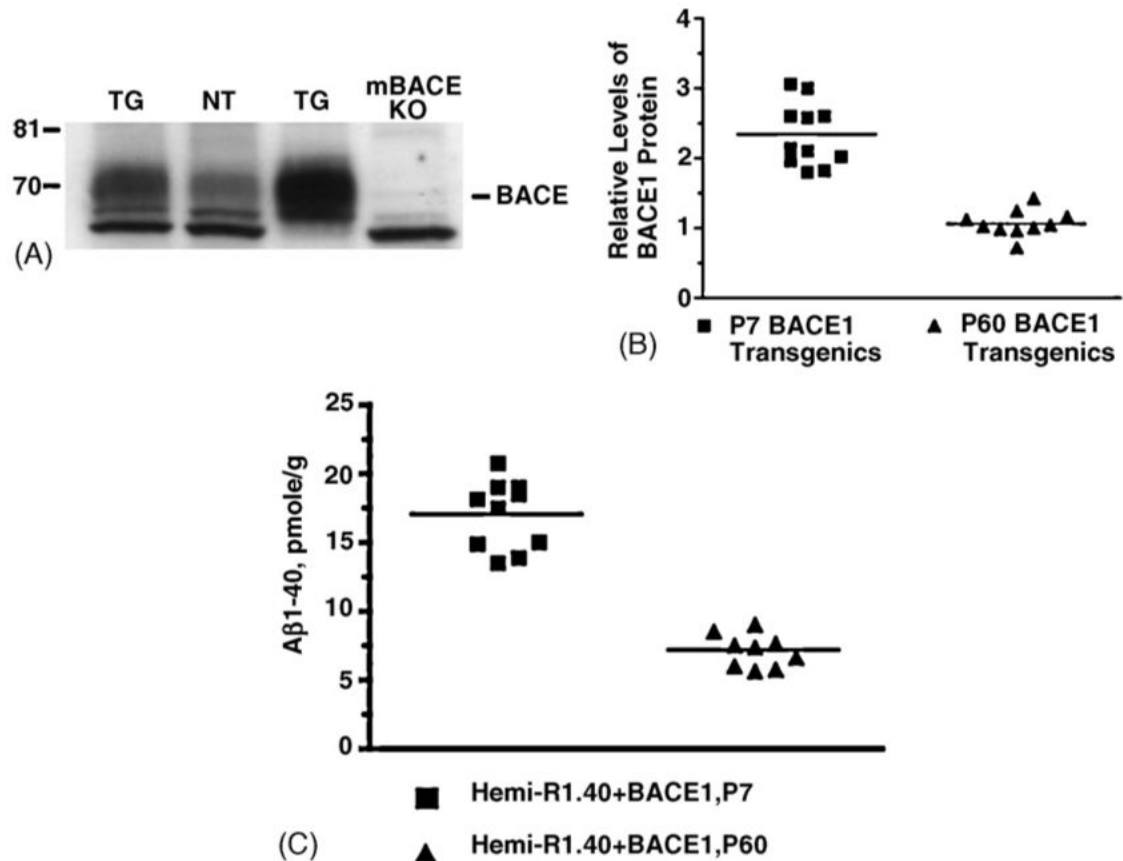 TG NT TG mBACE
KO
81
70
BACE
(A)
4
3
2
1
0
Relative Levels of
BACE1 Protein
P7 BACE1
Transgenics
P60 BACE1
Transgenics
(B)
25
20
15
10
5
0
Aβ1-40, pmole/g
Hemi-R1.40+BACE1,P7
Hemi-R1.40+BACE1,P60
(C)